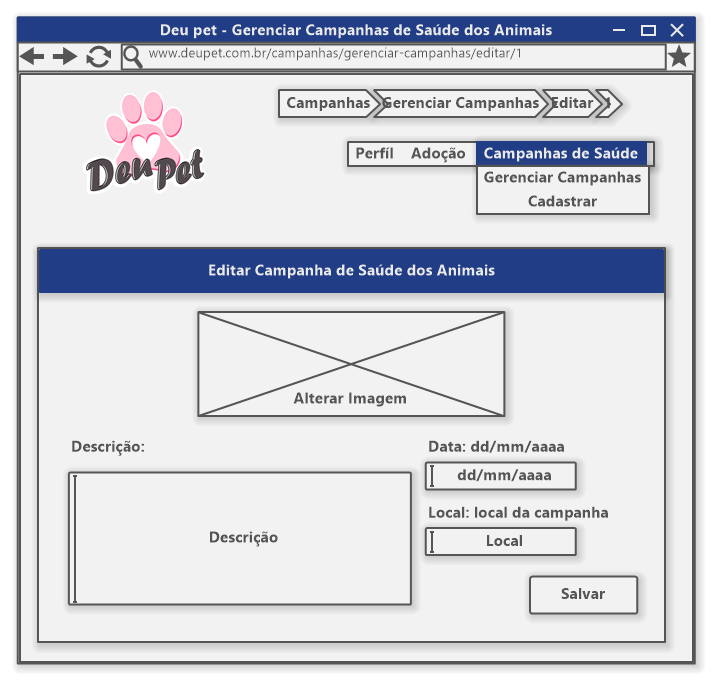 Deu pet - Gerenciar Campanhas de Saúde dos Animais
www.deupet.com.br/campanhas/gerenciar-campanhas/editar/1
Campanhas Gerenciar Campanhas Editar 1
Deu Pet
Perfíl Adoção Campanhas de Saúde
Gerenciar Campanhas
Cadastrar
Editar Campanha de Saúde dos Animais
Alterar Imagem
Descrição:
Data: dd/mm/aaaa
dd/mm/aaaa
Descrição
Local: local da campanha
Local
Salvar